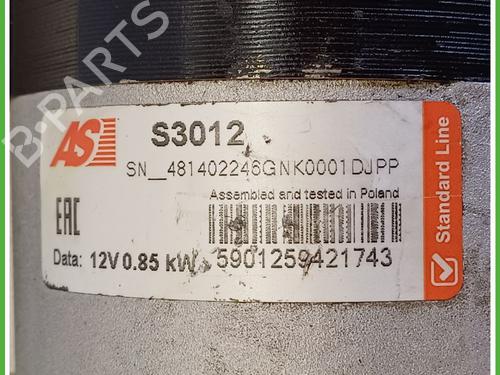 B-PARTS
AS
S3012
SN__481402246GNK0001DJPP
Assembled and tested in Poland
EAC
Data: 12V 0.85 kW
5901259421743
Standard Line